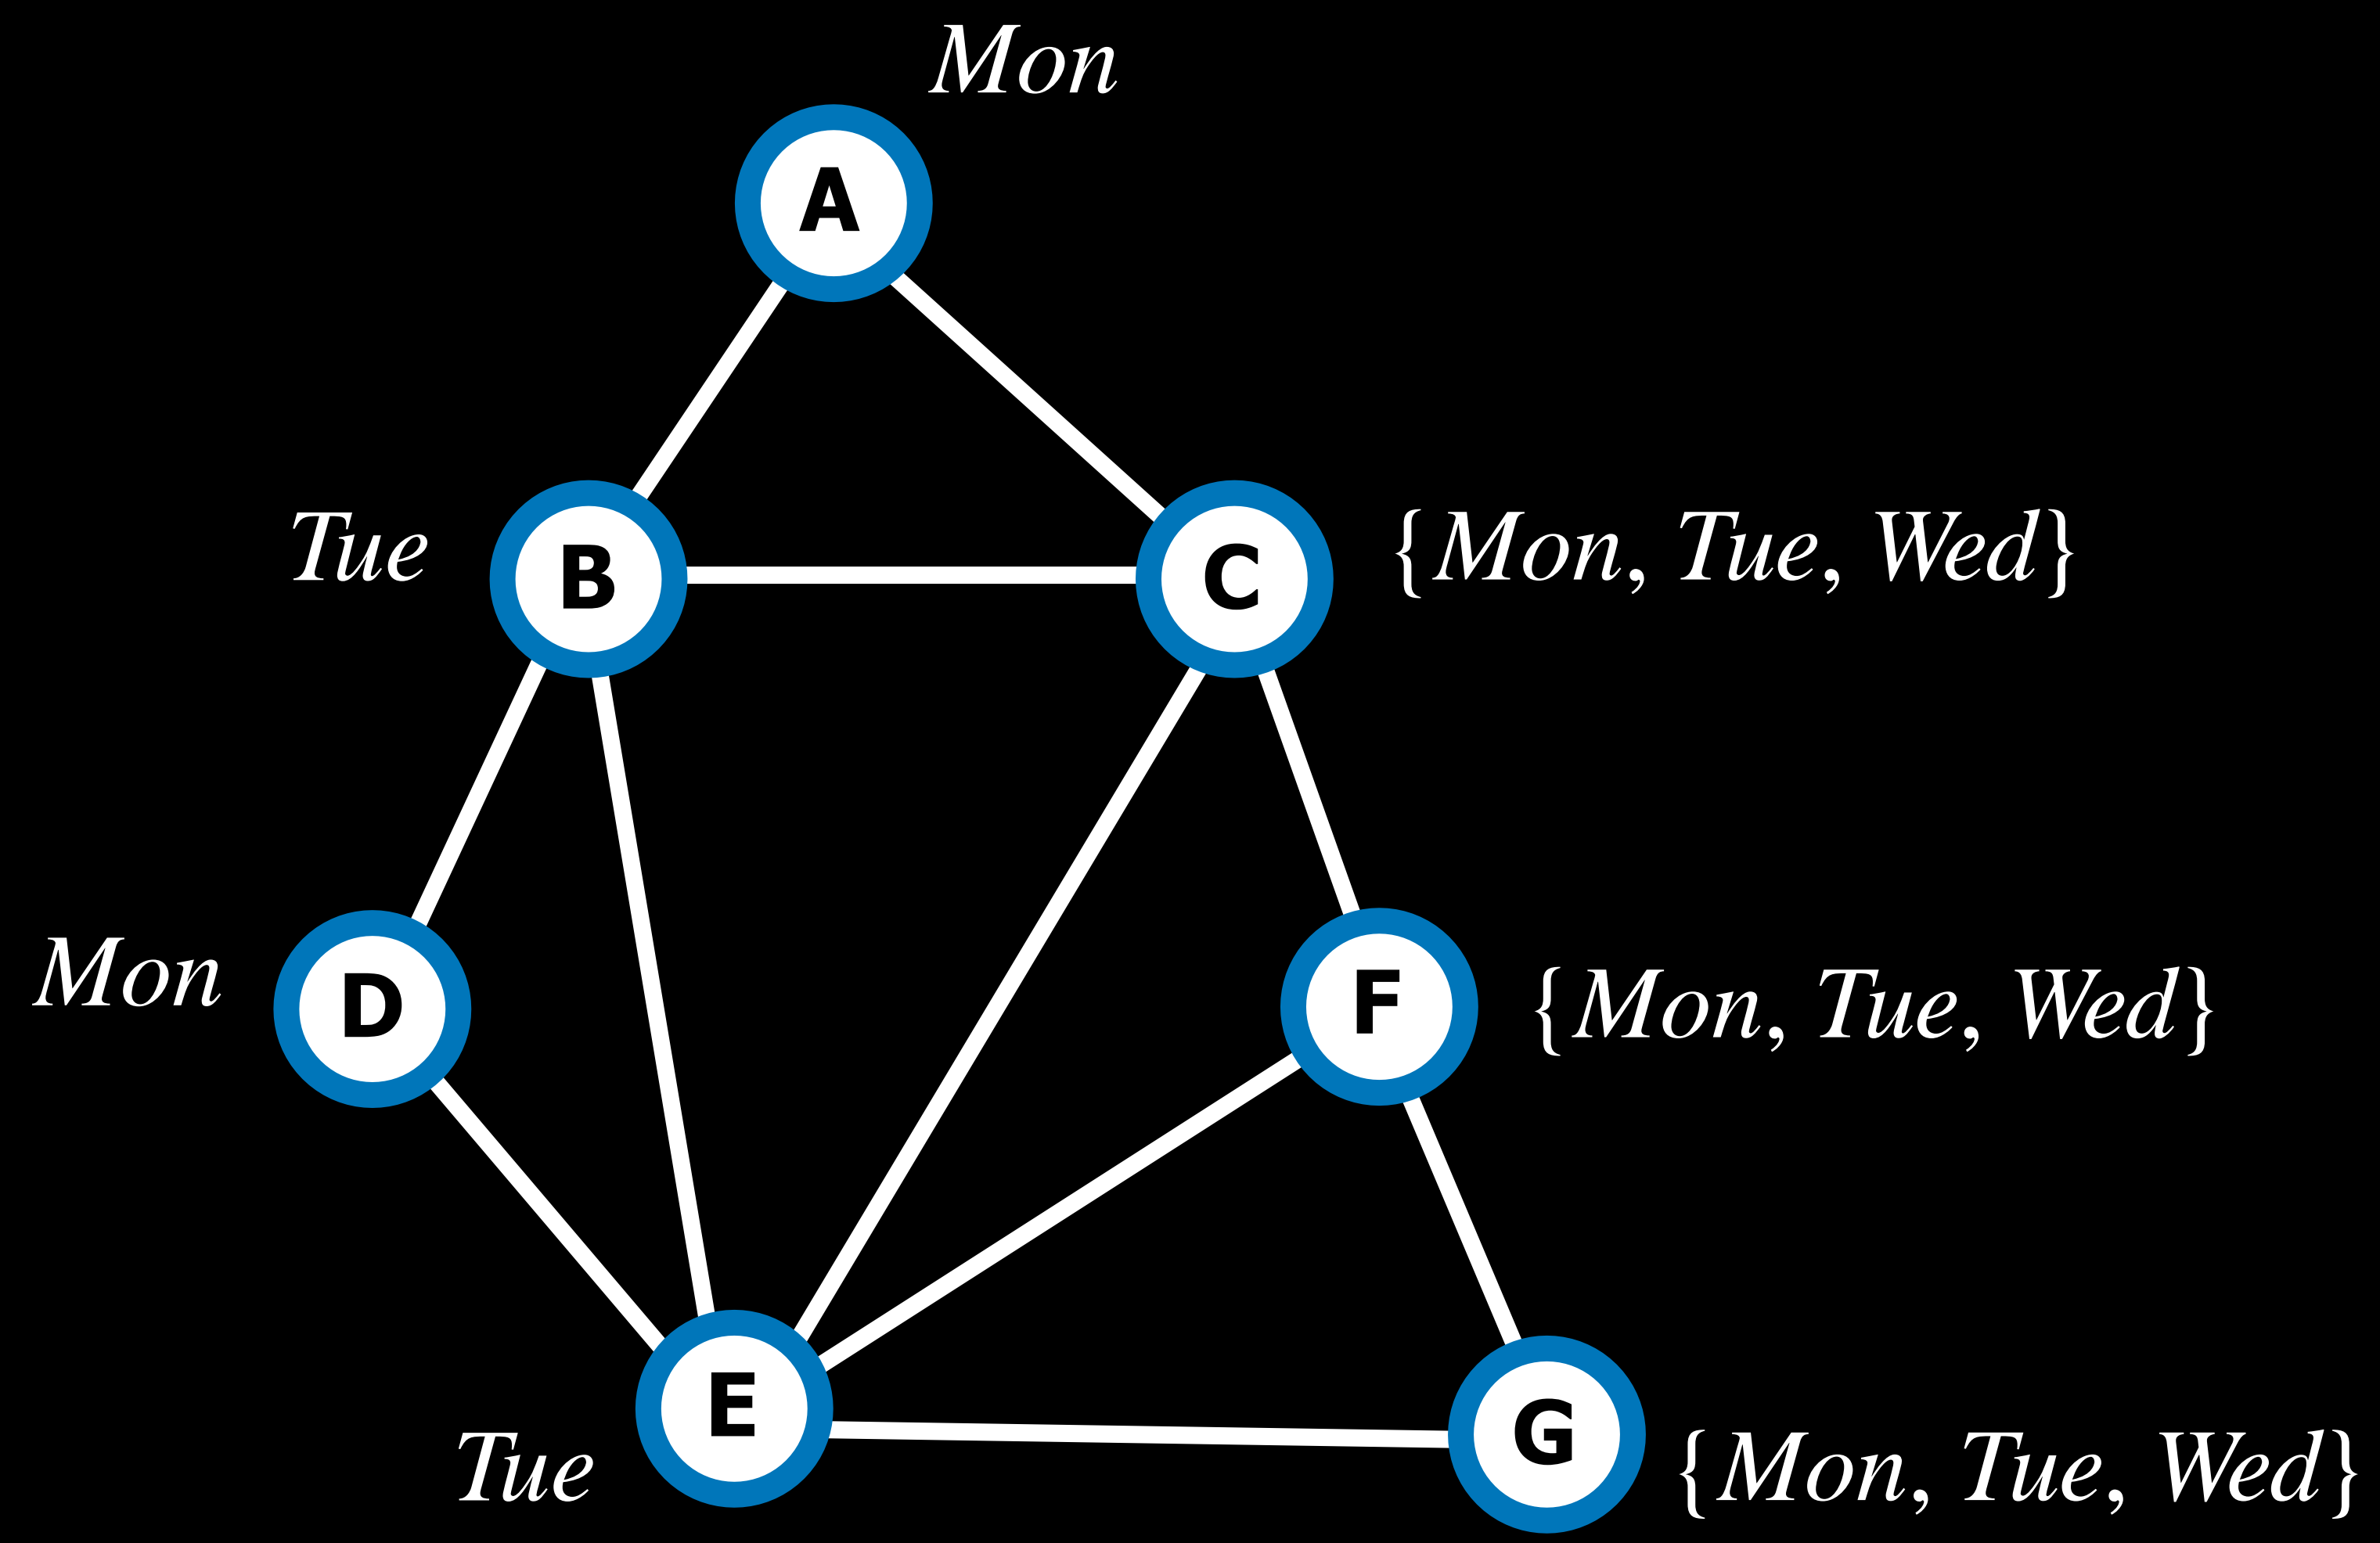 Mon
A
Tue
B
C
{Mon, Tue, Wed}
Mon
D
F
{Mon, Tue, Wed}
E
Tue
G
{Mon, Tue, Wed}